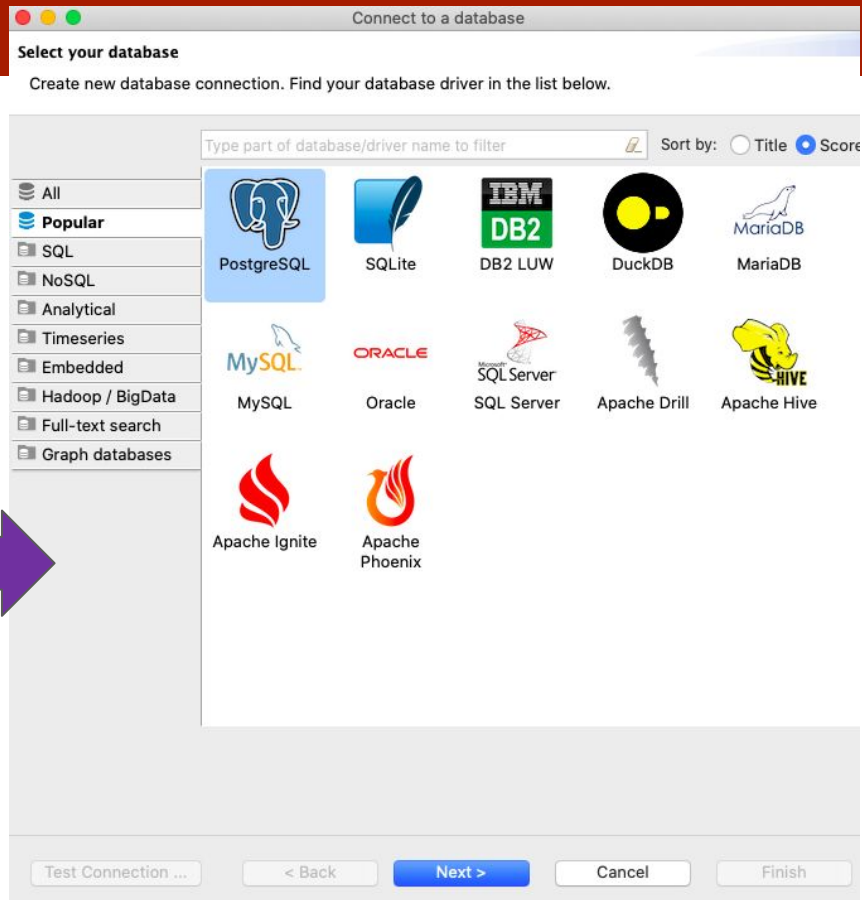 Connect to a database
Select your database
Create new database connection. Find your database driver in the list below.
Type part of database/driver name to filter
Sort by: Title Score
All
Popular
SQL
NoSQL
Analytical
Timeseries
Embedded
Hadoop / BigData
Full-text search
Graph databases
IBM
DB2
MariaDB
PostgreSQL SQLite DB2 LUW DuckDB MariaDB
MySQL
ORACLE
Microsoft
SQL Server
HIVE
MySQL Oracle SQL Server Apache Drill Apache Hive
Apache Ignite Apache
Phoenix
Test Connection ... < Back Next > Cancel Finish